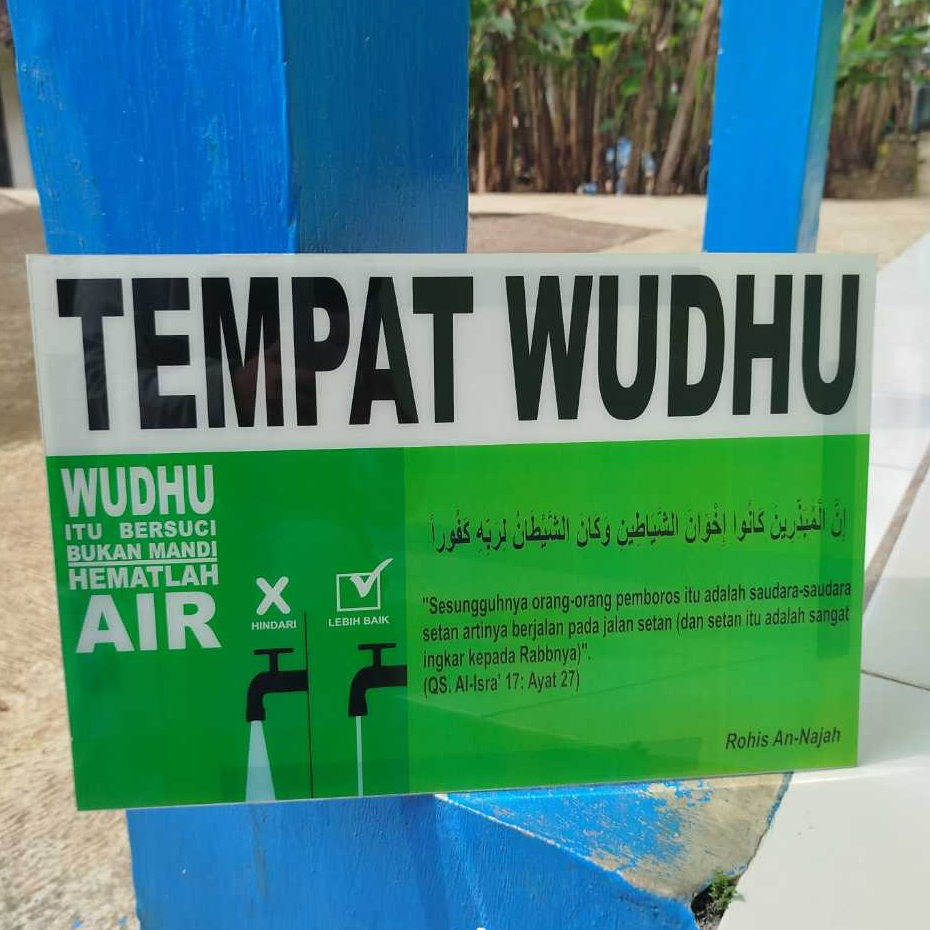 TEMPAT WUDHU
WUDHU
ITU BERSUCI
BUKAN MANDI
HEMATLAH
AIR
HINDARI
LEBIH BAIK
إِنَّ الْمُبَذِّرِينَ كَانُوا إِخْوَانَ الشَّيَاطِينِ وَكَانَ الشَّيْطَانُ لِرَبِّهِ كَفُوراً
"Sesungguhnya orang-orang pemboros itu adalah saudara-saudara
setan artinya berjalan pada jalan setan (dan setan itu adalah sangat
ingkar kepada Rabbnya)".
(QS. Al-Isra' 17: Ayat 27)
Rohis An-Najah